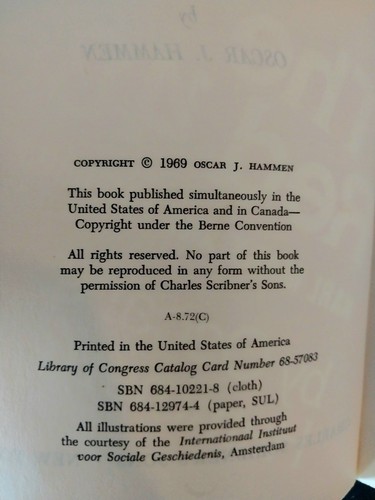 by
OSCAR J. HAMMEN
COPYRIGHT © 1969 OSCAR J. HAMMEN
This book published simultaneously in the
United States of America and in Canada—
Copyright under the Berne Convention
All rights reserved. No part of this book
may be reproduced in any form without the
permission of Charles Scribner's Sons.
A-8.72(C)
Printed in the United States of America
Library of Congress Catalog Card Number 68-57083
SBN 684-10221-8 (cloth)
SBN 684-12974-4 (paper, SUL)
All illustrations were provided through
the courtesy of the Internationaal Instituut
voor Sociale Geschiedenis, Amsterdam